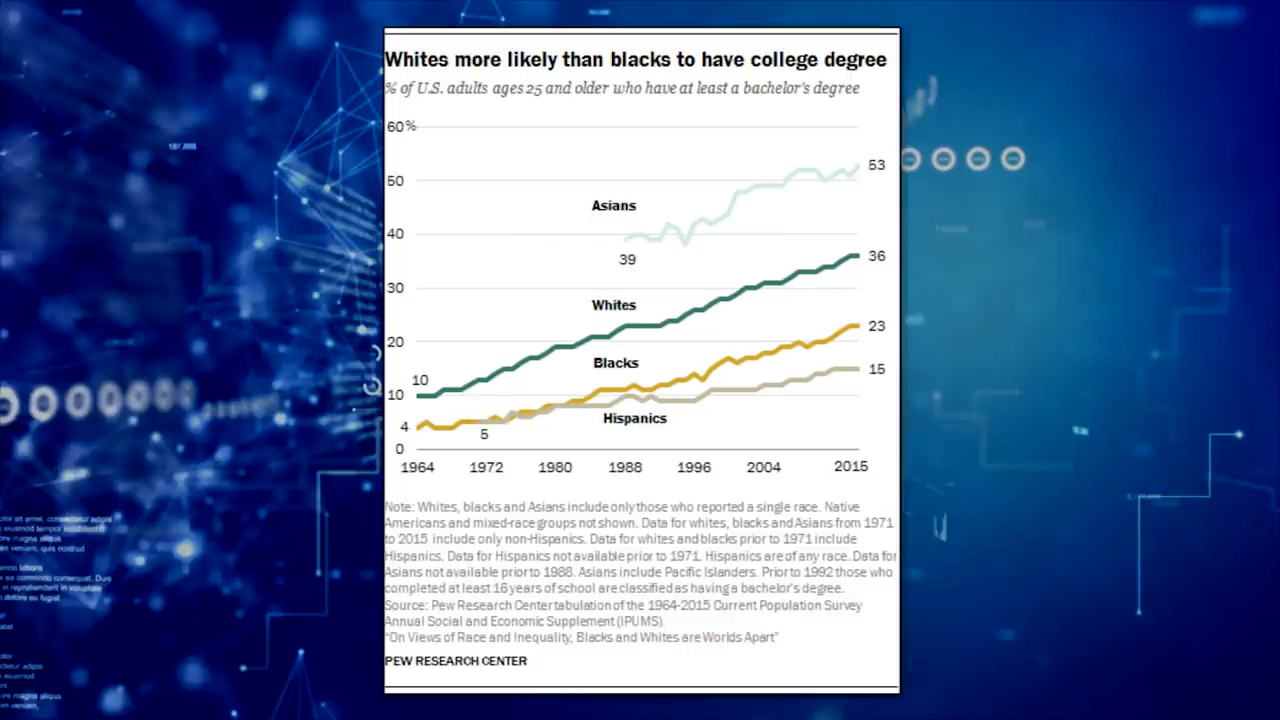 Whites more likely than blacks to have college degree
% of U.S. adults ages 25 and older who have at least a bachelor's degree
60%
53
50
Asians
40
39
36
30
Whites
23
20
Blacks
15
10
10
Hispanics
4
5
0
1964 1972 1980 1988 1996 2004 2015
Note: Whites, blacks and Asians include only those who reported a single race. Native
Americans and mixed-race groups not shown. Data for whites, blacks and Asians from 1971
to 2015 include only non-Hispanics. Data for whites and blacks prior to 1971 include
Hispanics. Data for Hispanics not available prior to 1971. Hispanics are of any race. Data for
Asians not available prior to 1988. Asians include Pacific Islanders. Prior to 1992 those who
completed at least 16 years of school are classified as having a bachelor's degree.
Source: Pew Research Center tabulation of the 1964-2015 Current Population Survey
Annual Social and Economic Supplement (IPUMS).
"On Views of Race and Inequality, Blacks and Whites are Worlds Apart"
PEW RESEARCH CENTER